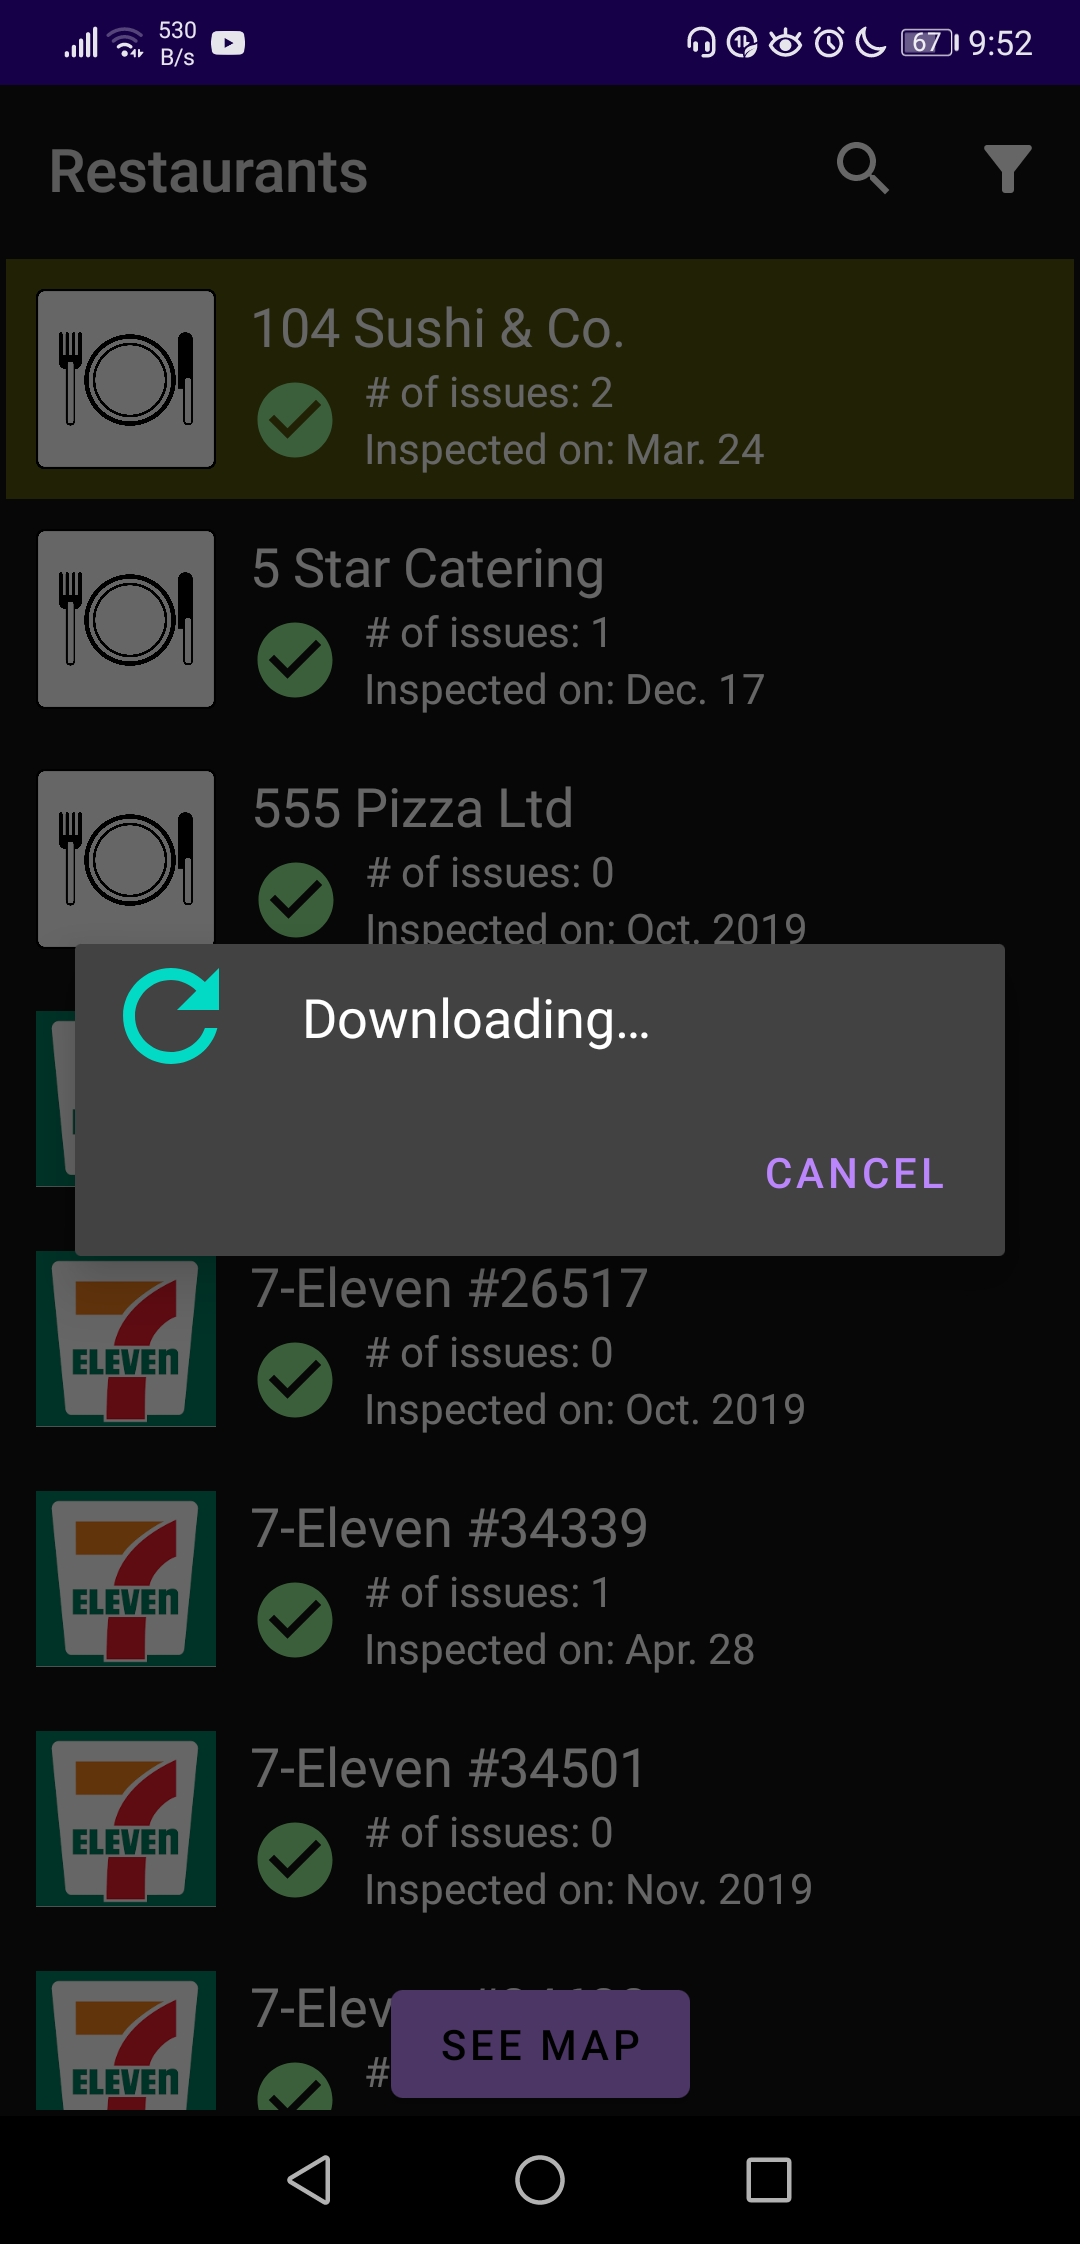 530
B/s
67
9:52
Restaurants
104 Sushi & Co.
# of issues: 2
Inspected on: Mar. 24
5 Star Catering
# of issues: 1
Inspected on: Dec. 17
555 Pizza Ltd
# of issues: 0
Inspected on: Oct. 2019
Downloading...
CANCEL
7-Eleven #26517
# of issues: 0
Inspected on: Oct. 2019
ELEVEn
7-Eleven #34339
# of issues: 1
Inspected on: Apr. 28
ELEVEn
7-Eleven #34501
# of issues: 0
Inspected on: Nov. 2019
ELEVEn
#
SEE MAP
ELEVEn